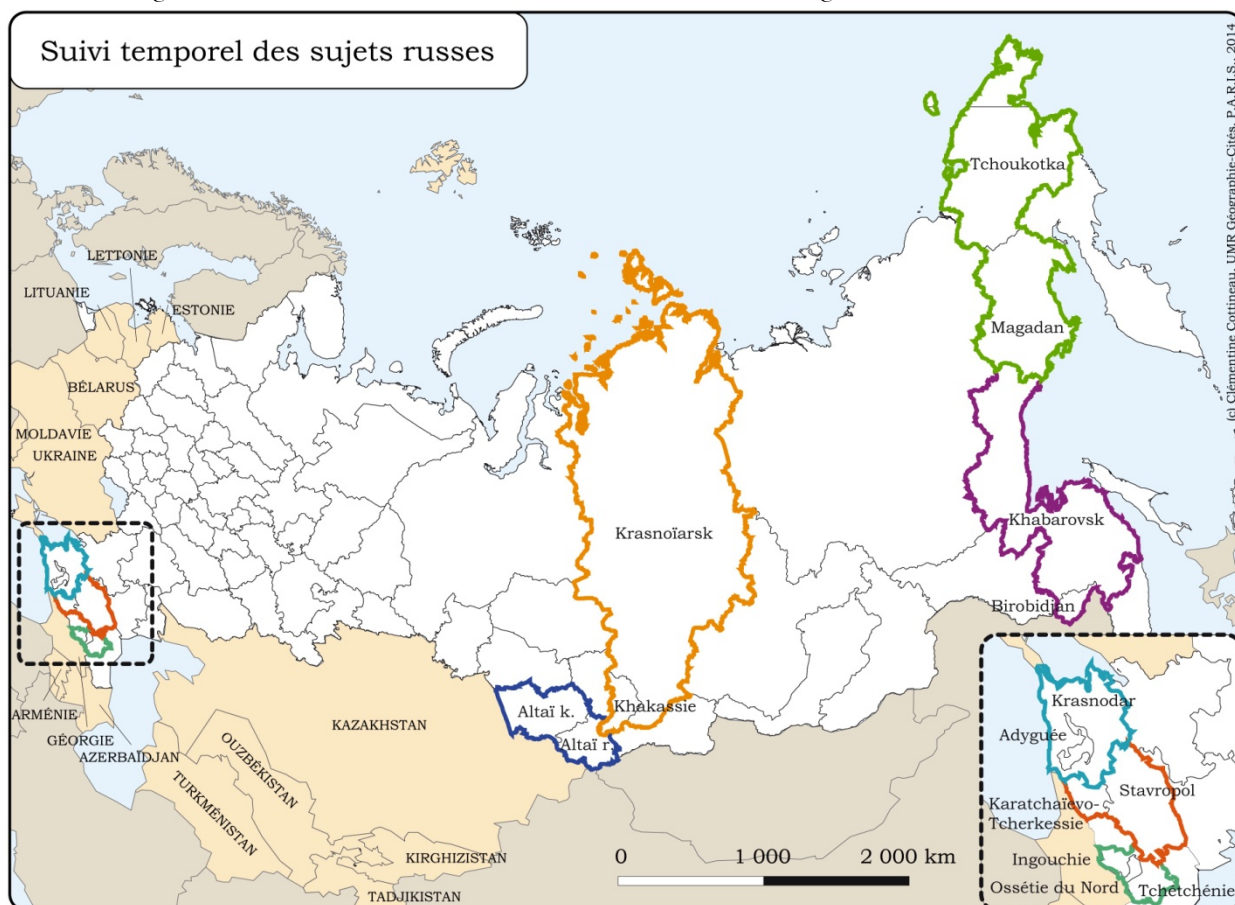 Suivi temporel des sujets russes
(c) Clémentine Cottineau, UMR Géographie-Cités, P.A.R.I.S., 2014
Tchoukotka
LETTONIE
LITUANIE
ESTONIE
Magadan
BÉLARUS
MOLDAVIE
UKRAINE
Krasnoïarsk
Khabarovsk
Birobidjan
Altaï k.
Khakassie
Altaï r.
KAZAKHSTAN
ARMÉNIE
GÉORGIE
AZERBAÏDJAN
OUZBÉKISTAN
TURKMÉNISTAN
KIRGHIZISTAN
TADJIKISTAN
0 1 000 2 000 km
Krasnodar
Adyguée
Stavropol
Karatchaïevo-
Tcherkessie
Ingouchie
Ossétie du Nord
Tchétchénie